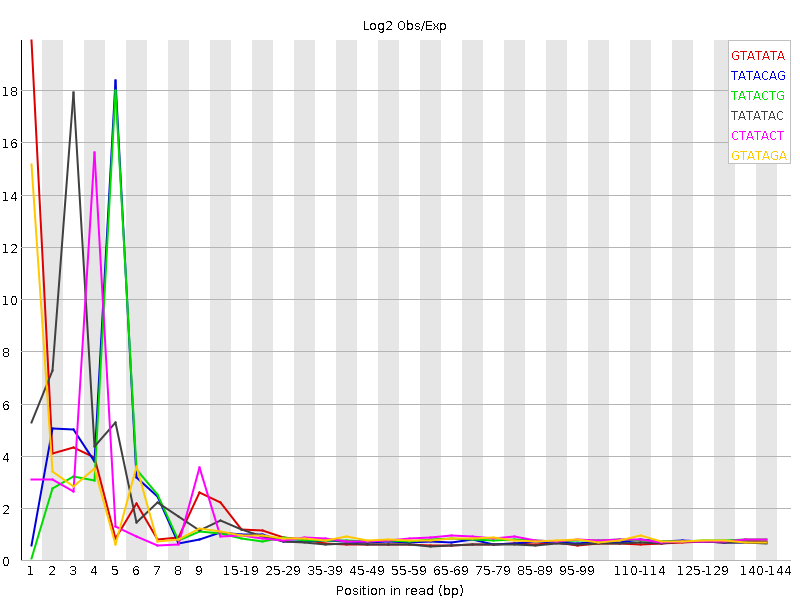 Log2 Obs/Exp
GTATATA
TATACAG
TATACTG
TATATAC
CTATACT
GTATAGA
18
16
14
12
10
8
6
4
2
0
1 2 3 4 5 6 7 8 9 15-19 25-29 35-39 45-49 55-59 65-69 75-79 85-89 95-99 110-114 125-129 140-144
Position in read (bp)